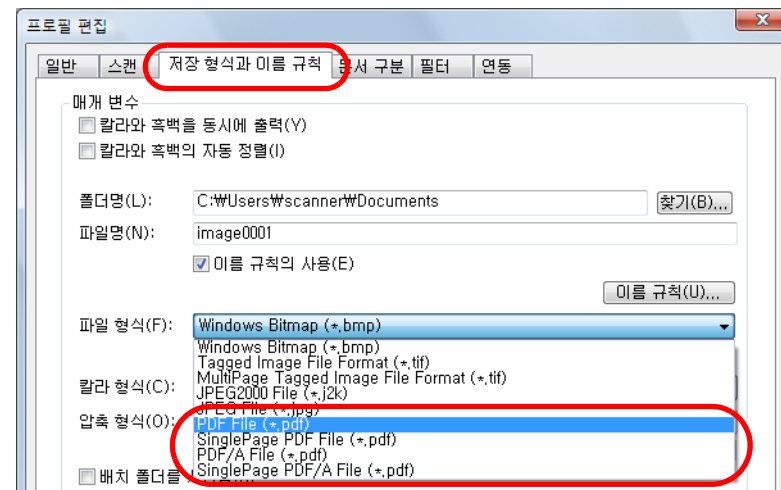 프로필 편집
일반 스캔 저장 형식과 이름 규칙 문서 구분 필터 연동
매개 변수
칼라와 흑백을 동시에 출력(Y)
칼라와 흑백의 자동 정렬(I)
폴더명(L): C:₩Users₩scanner₩Documents 찾기(B)...
파일명(N): image0001
이름 규칙의 사용(E)
이름 규칙(U)...
파일 형식(F): Windows Bitmap (*.bmp)
Windows Bitmap (*.bmp)
Tagged Image File Format (*.tif)
MultiPage Tagged Image File Format (*.tif)
칼라 형식(C): JPEG2000 File (*.j2k)
JPEG File (*.jpg)
압축 형식(O): PDF File (*.pdf)
SinglePage PDF File (*.pdf)
PDF/A File (*.pdf)
SinglePage PDF/A File (*.pdf)
배치 폴더를